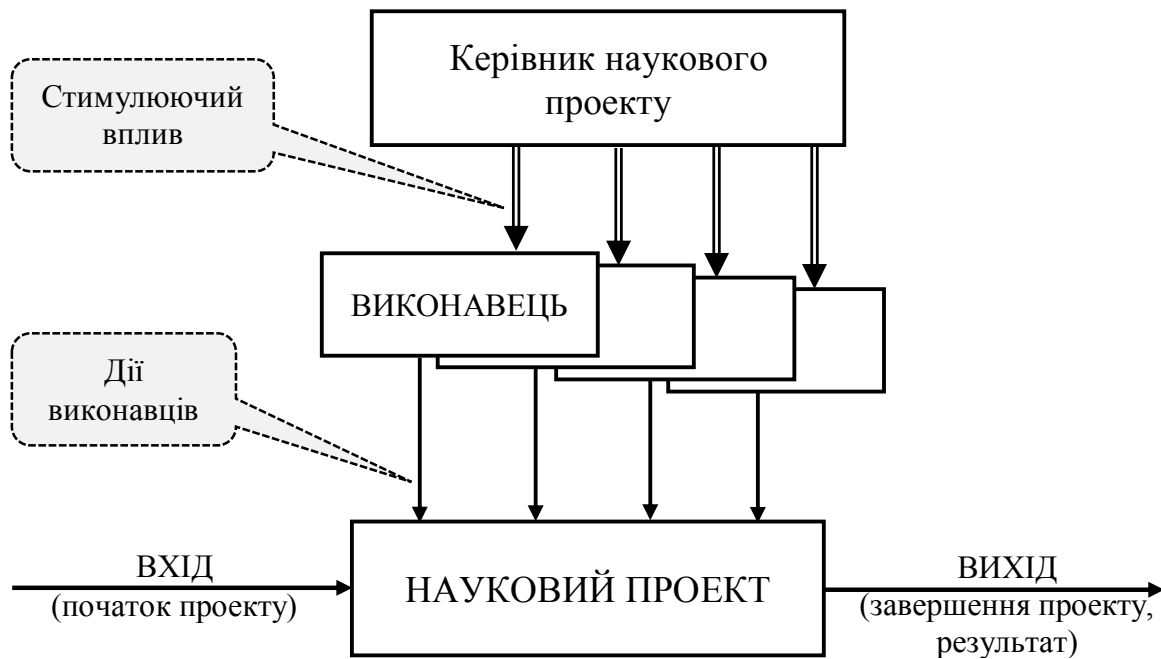 Керівник наукового
проекту
Стимулюючий
вплив
ВИКОНАВЕЦЬ
Дії
виконавців
ВХІД
(початок проекту)
НАУКОВИЙ ПРОЕКТ
ВИХІД
(завершення проекту,
результат)